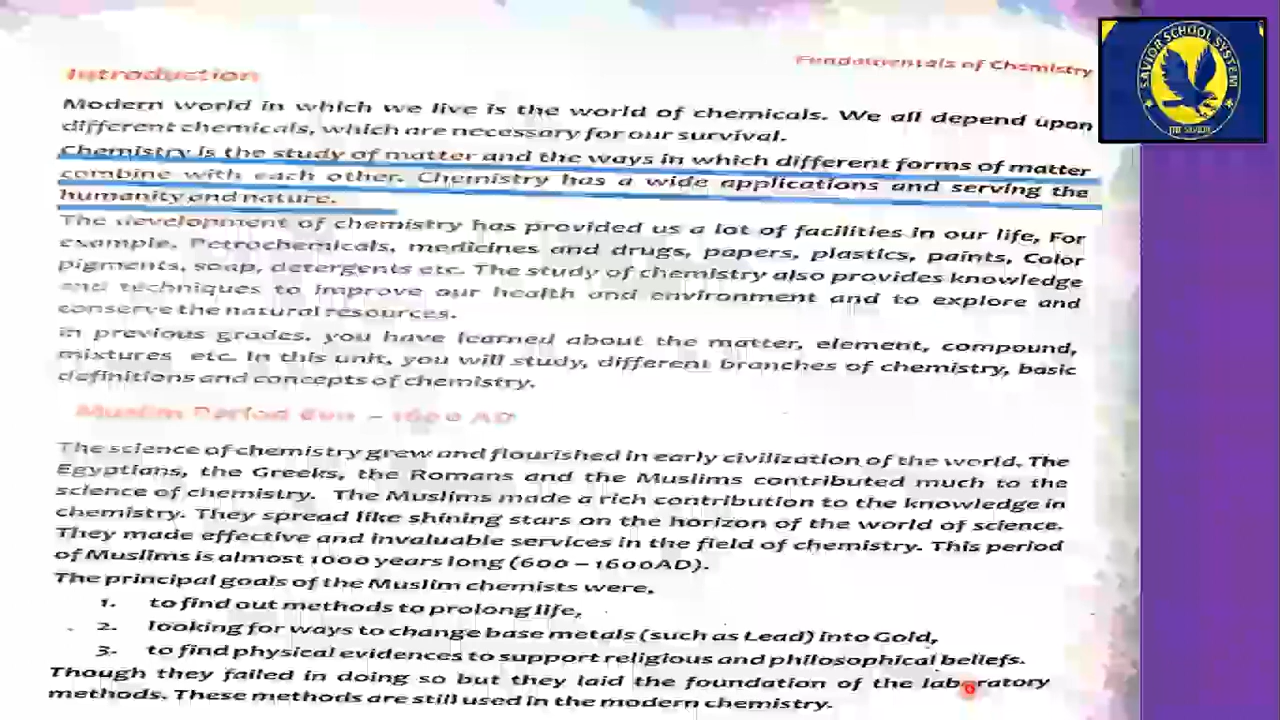 Fundamentals of Chemistry
SAVIOR SCHOOL SYSTEM
Introduction
Modern world in which we live is the world of chemicals. We all depend upon
different chemicals, which are necessary for our survival.
Chemistry is the study of matter and the ways in which different forms of matter
combine with each other. Chemistry has a wide applications and serving the
humanity and nature.
The development of chemistry has provided us a lot of facilities in our life, For
example. Petrochemicals, medicines and drugs, papers, plastics, paints, Color
pigments, soap, detergents etc. The study of chemistry also provides knowledge
and techniques to improve our health and environment and to explore and
conserve the natural resources.
In previous grades, you have learned about the matter, element, compound,
mixtures etc. In this unit, you will study, different branches of chemistry, basic
definitions and concepts of chemistry.
Muslim Period 600 – 1600 AD
The science of chemistry grew and flourished in early civilization of the world. The
Egyptians, the Greeks, the Romans and the Muslims contributed much to the
science of chemistry. The Muslims made a rich contribution to the knowledge in
chemistry. They spread like shining stars on the horizon of the world of science.
They made effective and invaluable services in the field of chemistry. This period
of Muslims is almost 1000 years long (600 – 1600AD).
The principal goals of the Muslim chemists were,
1. to find out methods to prolong life,
2. looking for ways to change base metals (such as Lead) into Gold,
3- to find physical evidences to support religious and philosophical beliefs.
Though they failed in doing so but they laid the foundation of the laboratory
methods. These methods are still used in the modern chemistry.